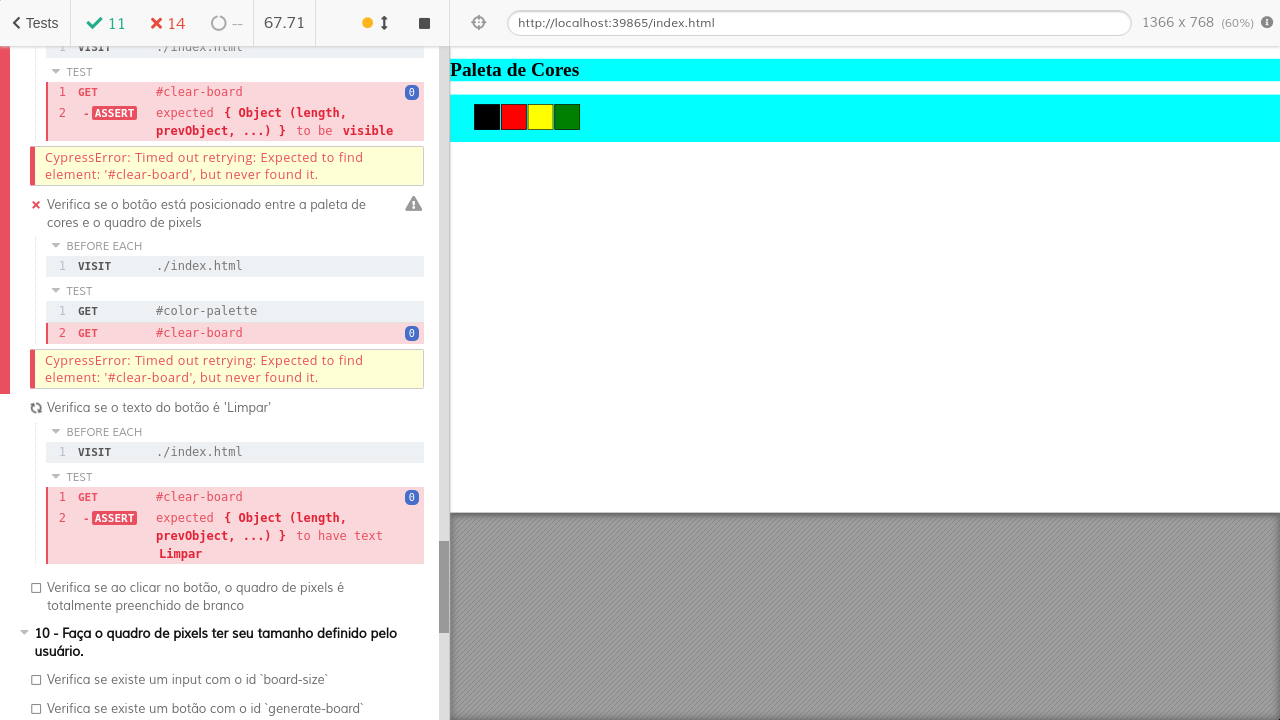 Tests
11
14
--
67.71
http://localhost:39865/index.html
1366 x 768 (60%)
1 VISIT ./index.html
TEST
1 GET #clear-board 0
2 -ASSERT expected { Object (length,
prevObject, ...) } to be visible
CypressError: Timed out retrying: Expected to find
element: '#clear-board', but never found it.
Verifica se o botão está posicionado entre a paleta de
cores e o quadro de pixels
BEFORE EACH
1 VISIT ./index.html
TEST
1 GET #color-palette
2 GET #clear-board 0
CypressError: Timed out retrying: Expected to find
element: '#clear-board', but never found it.
Verifica se o texto do botão é 'Limpar'
BEFORE EACH
1 VISIT ./index.html
TEST
1 GET #clear-board 0
2 -ASSERT expected { Object (length,
prevObject, ...) } to have text
Limpar
Verifica se ao clicar no botão, o quadro de pixels é
totalmente preenchido de branco
10 - Faça o quadro de pixels ter seu tamanho definido pelo
usuário.
Verifica se existe um input com o id `board-size`
Verifica se existe um botão com o id `generate-board`
Paleta de Cores